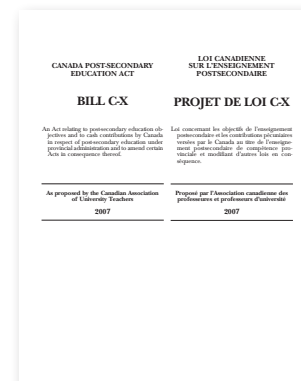 CANADA POST-SECONDARY
EDUCATION ACT
BILL C-X
An Act relating to postsecondary education ob-
jectives and to cash contributions by Canada
in respect of post-secondary education under
provincial administration and to amend certain
Acts in consequence thereof.
As proposed by the Canadian Association
of University Teachers
2007
LOI CANADIENNE
SUR L'ENSEIGNEMENT
POSTSECONDAIRE
PROJET DE LOI C-X
Loi concernant les objectifs de l'enseignement
postsecondaire et les contributions pécuniaires
versées par le Canada au titre de l'enseigne-
ment postsecondaire de compétence pro-
vinciale et modifiant d'autres lois en con-
séquence.
Proposé par l'Association canadienne des
professeures et professeurs d'université
2007